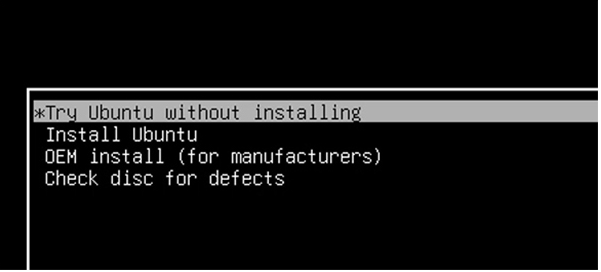 *Try Ubuntu without installing
Install Ubuntu
OEM install (for manufacturers)
Check disc for defects